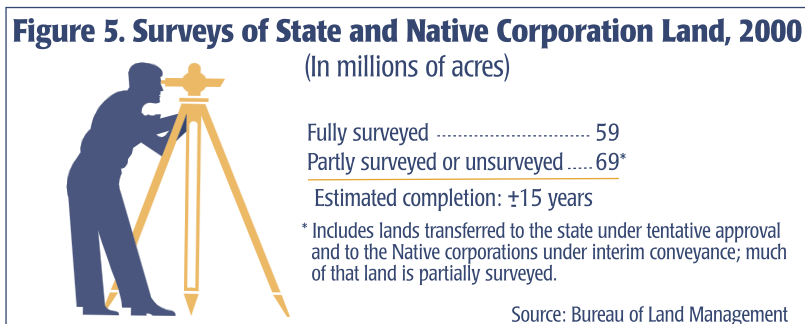 Figure 5. Surveys of State and Native Corporation Land, 2000
(In millions of acres)
Fully surveyed ............................. 59
Partly surveyed or unsurveyed ..... 69*
Estimated completion: ±15 years
* Includes lands transferred to the state under tentative approval
and to the Native corporations under interim conveyance; much
of that land is partially surveyed.
Source: Bureau of Land Management